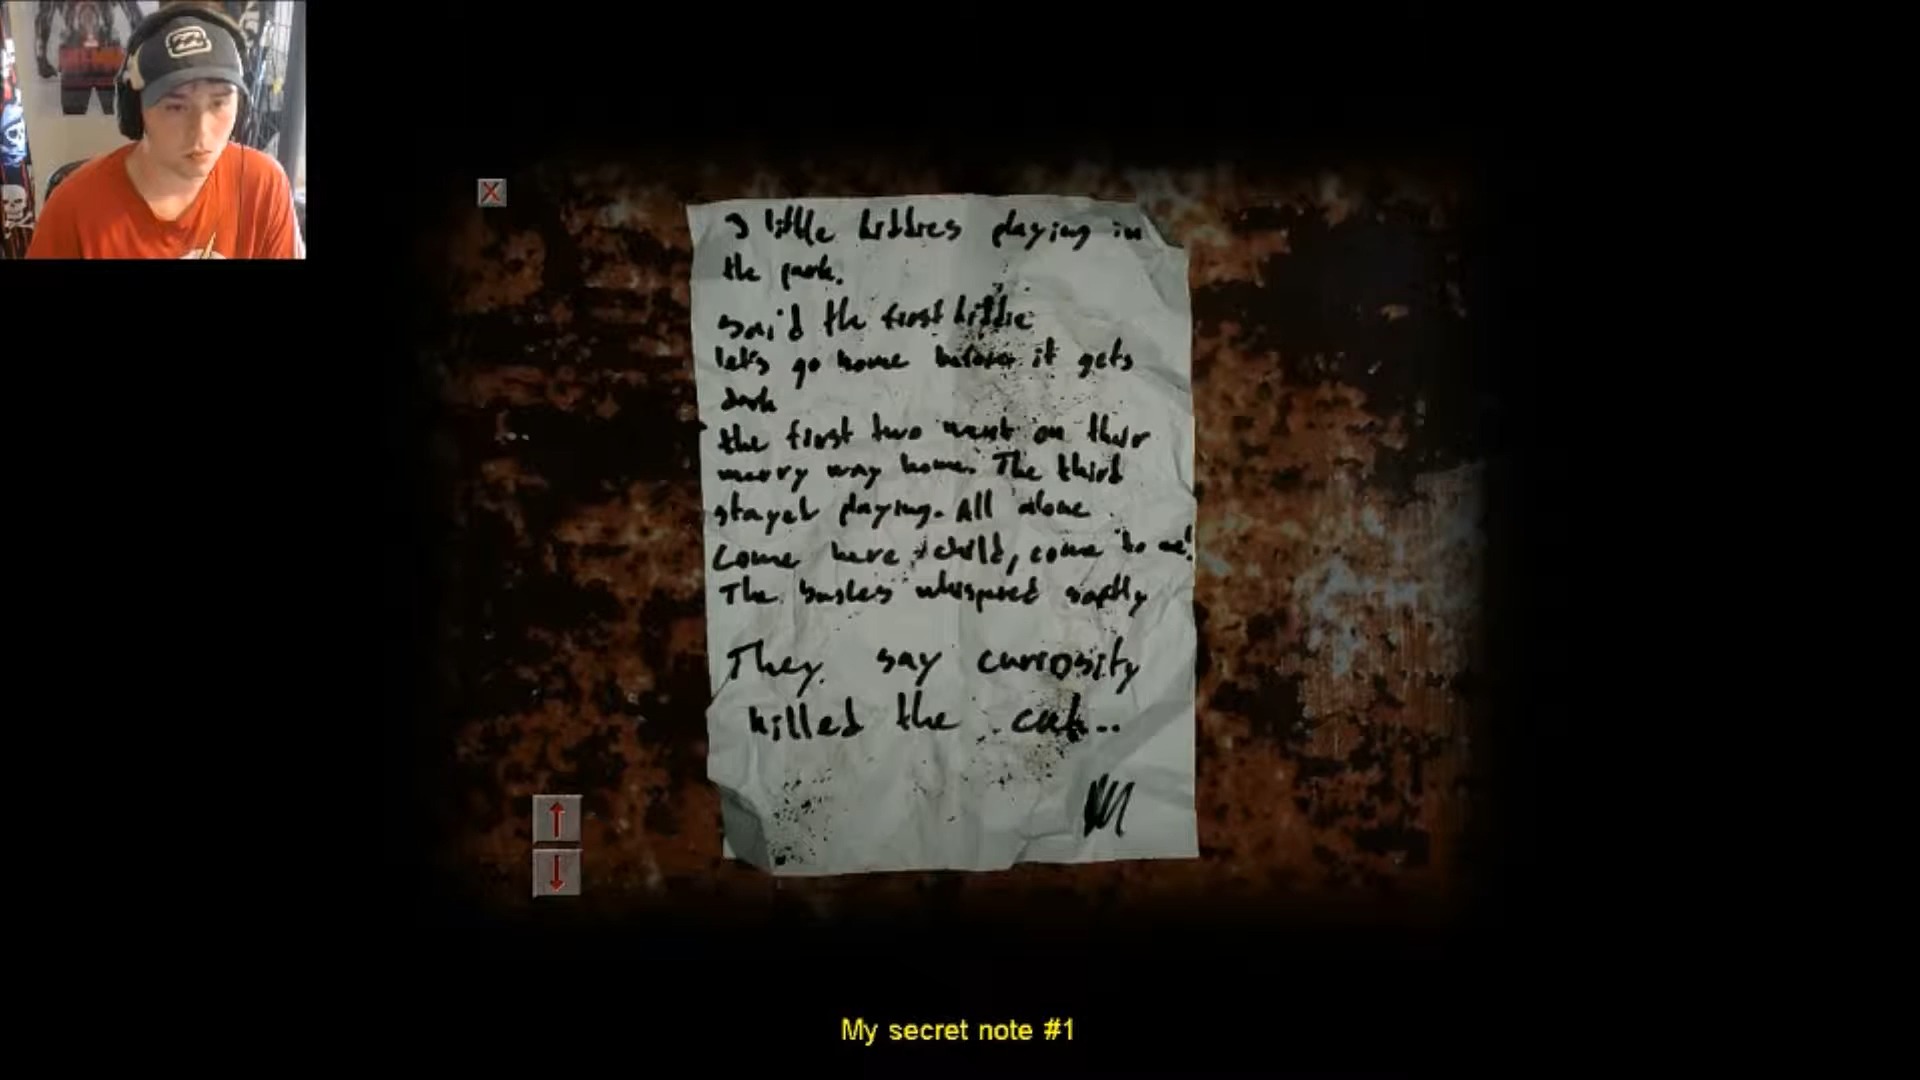 3 little kiddies playing in
the park.
said the first kiddie
let's go home before it gets
dark
the first two went on their
merry way home. The third
stayed playing. All alone
Come here child, come to me!
The bushes whispered softly
They say curiosity
killed the cat..
My secret note #1